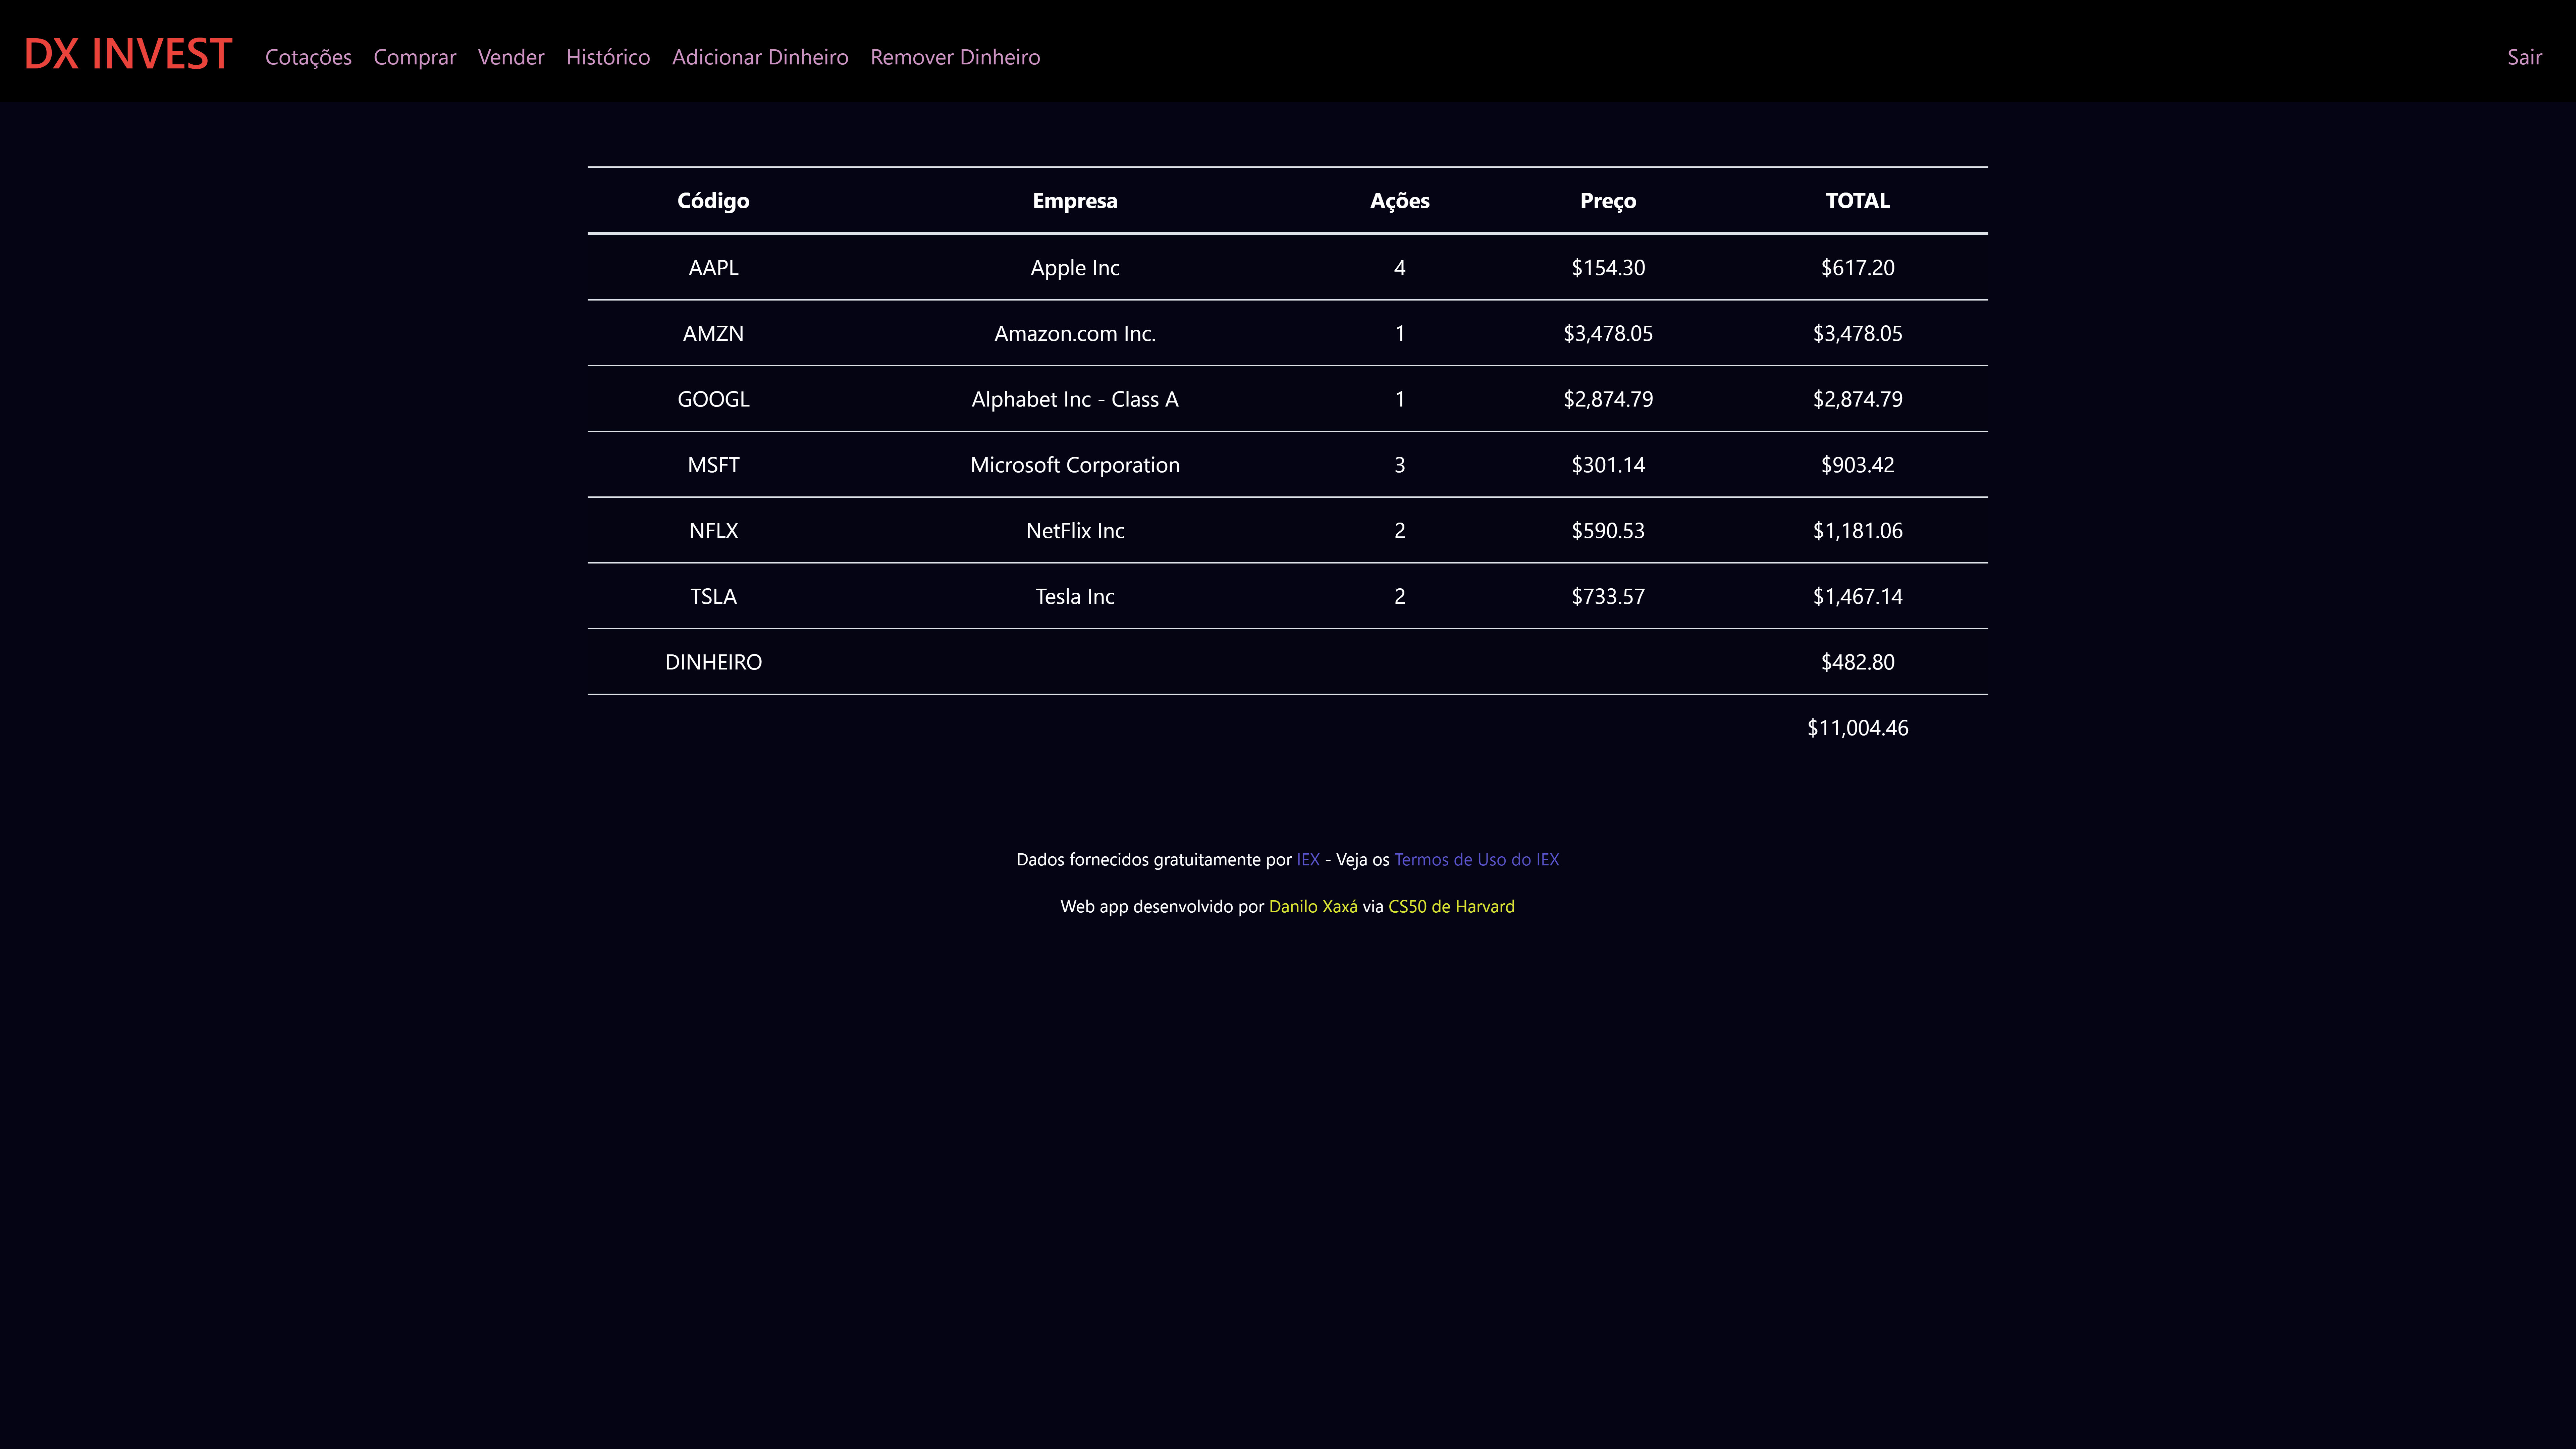 DX INVEST Cotações Comprar Vender Histórico Adicionar Dinheiro Remover Dinheiro Sair
Código Empresa Ações Preço TOTAL
AAPL Apple Inc 4 $154.30 $617.20
AMZN Amazon.com Inc. 1 $3,478.05 $3,478.05
GOOGL Alphabet Inc - Class A 1 $2,874.79 $2,874.79
MSFT Microsoft Corporation 3 $301.14 $903.42
NFLX NetFlix Inc 2 $590.53 $1,181.06
TSLA Tesla Inc 2 $733.57 $1,467.14
DINHEIRO $482.80
$11,004.46
Dados fornecidos gratuitamente por IEX - Veja os Termos de Uso do IEX
Web app desenvolvido por Danilo Xaxá via CS50 de Harvard